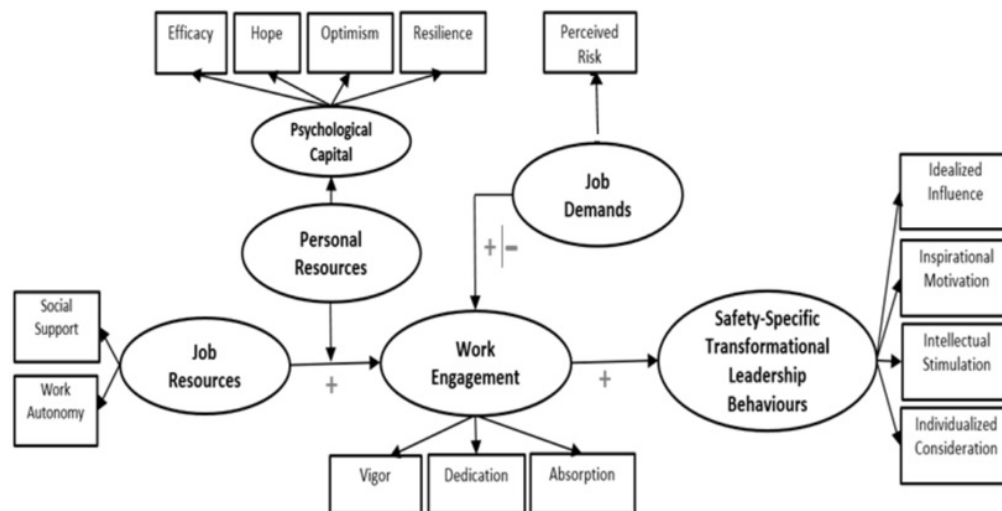 Efficacy
Hope
Optimism
Resilience
Perceived
Risk
Psychological
Capital
Job
Demands
Idealized
Influence
Personal
Resources
+|−
Inspirational
Motivation
Social
Support
Job
Resources
+
Work
Engagement
+
Safety-Specific
Transformational
Leadership
Behaviours
Intellectual
Stimulation
Work
Autonomy
Individualized
Consideration
Vigor
Dedication
Absorption